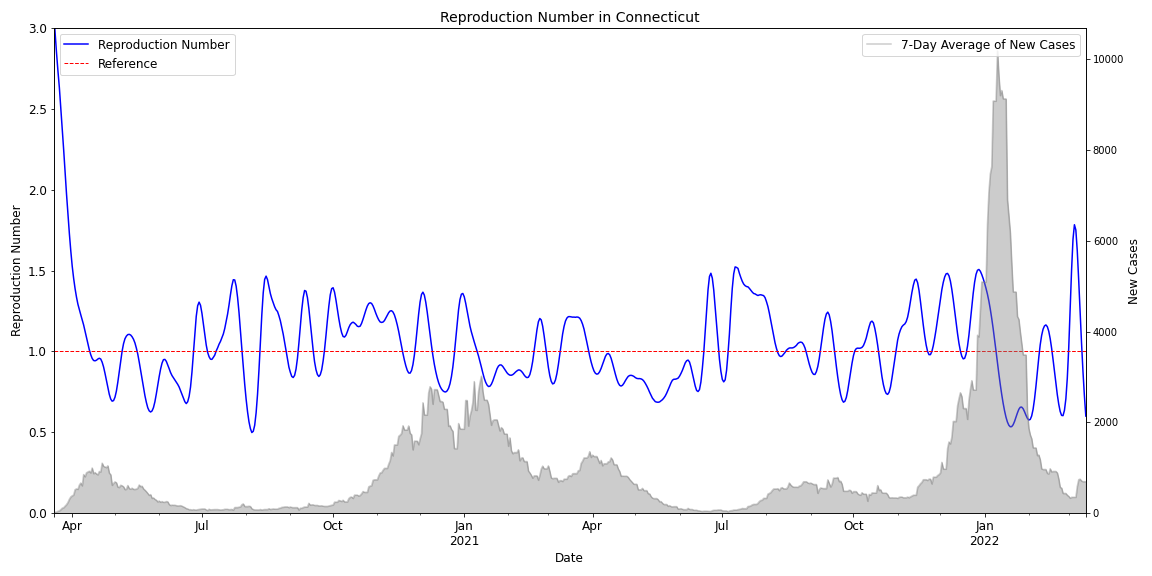 Reproduction Number in Connecticut
Reproduction Number
Reference
7-Day Average of New Cases
3.0
2.5
2.0
1.5
1.0
0.5
0.0
Reproduction Number
10000
8000
6000
4000
2000
0
New Cases
Apr
Jul
Oct
Jan
2021
Apr
Jul
Oct
Jan
2022
Date